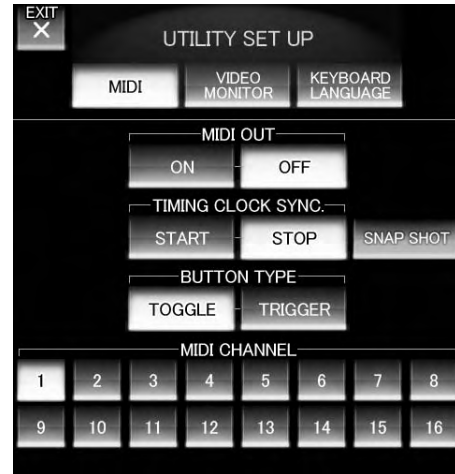 EXIT
X
UTILITY SET UP
MIDI
VIDEO MONITOR
KEYBOARD LANGUAGE
MIDI OUT
ON
OFF
TIMING CLOCK SYNC.
START
STOP
SNAP SHOT
BUTTON TYPE
TOGGLE
TRIGGER
MIDI CHANNEL
1 2 3 4 5 6 7 8
9 10 11 12 13 14 15 16